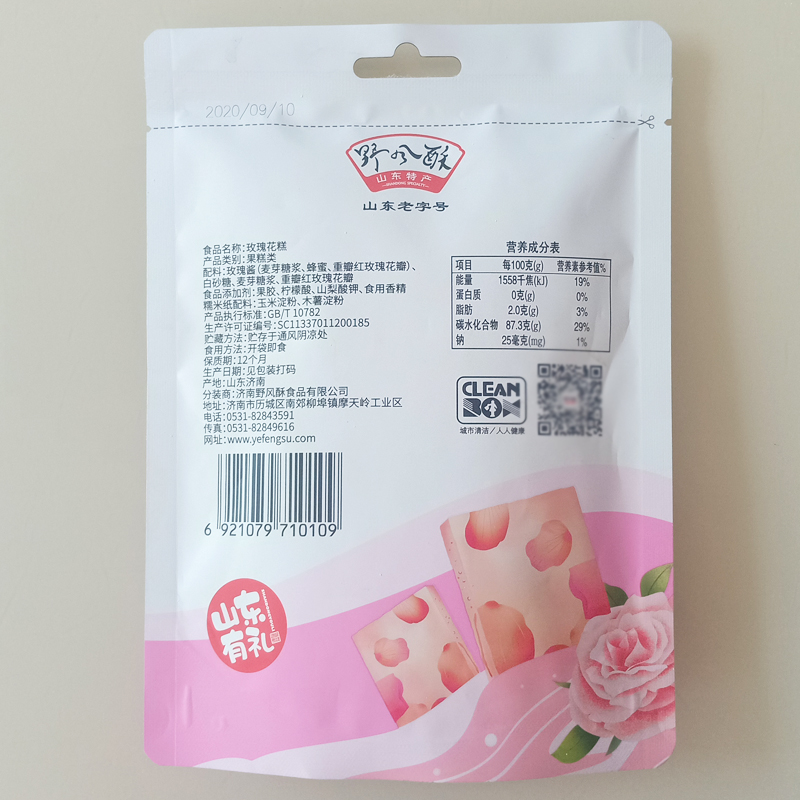 2020/09/10
野风酥
山东特产
SHANDONG SPECIALTY
山东老字号
食品名称:玫瑰花糕
产品类别:果糕类
配料:玫瑰酱(麦芽糖浆、蜂蜜、重瓣红玫瑰花瓣)、
白砂糖、麦芽糖浆、重瓣红玫瑰花瓣
食品添加剂:果胶、柠檬酸、山梨酸钾、食用香精
糯米纸配料:玉米淀粉、木薯淀粉
产品执行标准:GB/T 10782
生产许可证编号:SC11337011200185
贮藏方法:贮存于通风阴凉处
食用方法:开袋即食
保质期:12个月
生产日期:见包装打码
产地:山东济南
分装商:济南野风酥食品有限公司
地址:济南市历城区南郊柳埠镇摩天岭工业区
电话:0531-82843591
传真:0531-82849616
网址:www.yefengsu.com
6 921079 710109
营养成分表
项目 每100克(g) 营养素参考值%
能量 1558千焦(kJ) 19%
蛋白质 0克(g) 0%
脂肪 2.0克(g) 3%
碳水化合物 87.3克(g) 29%
钠 25毫克(mg) 1%
CLEAN
BOX
城市清洁/人人健康
山东
有礼